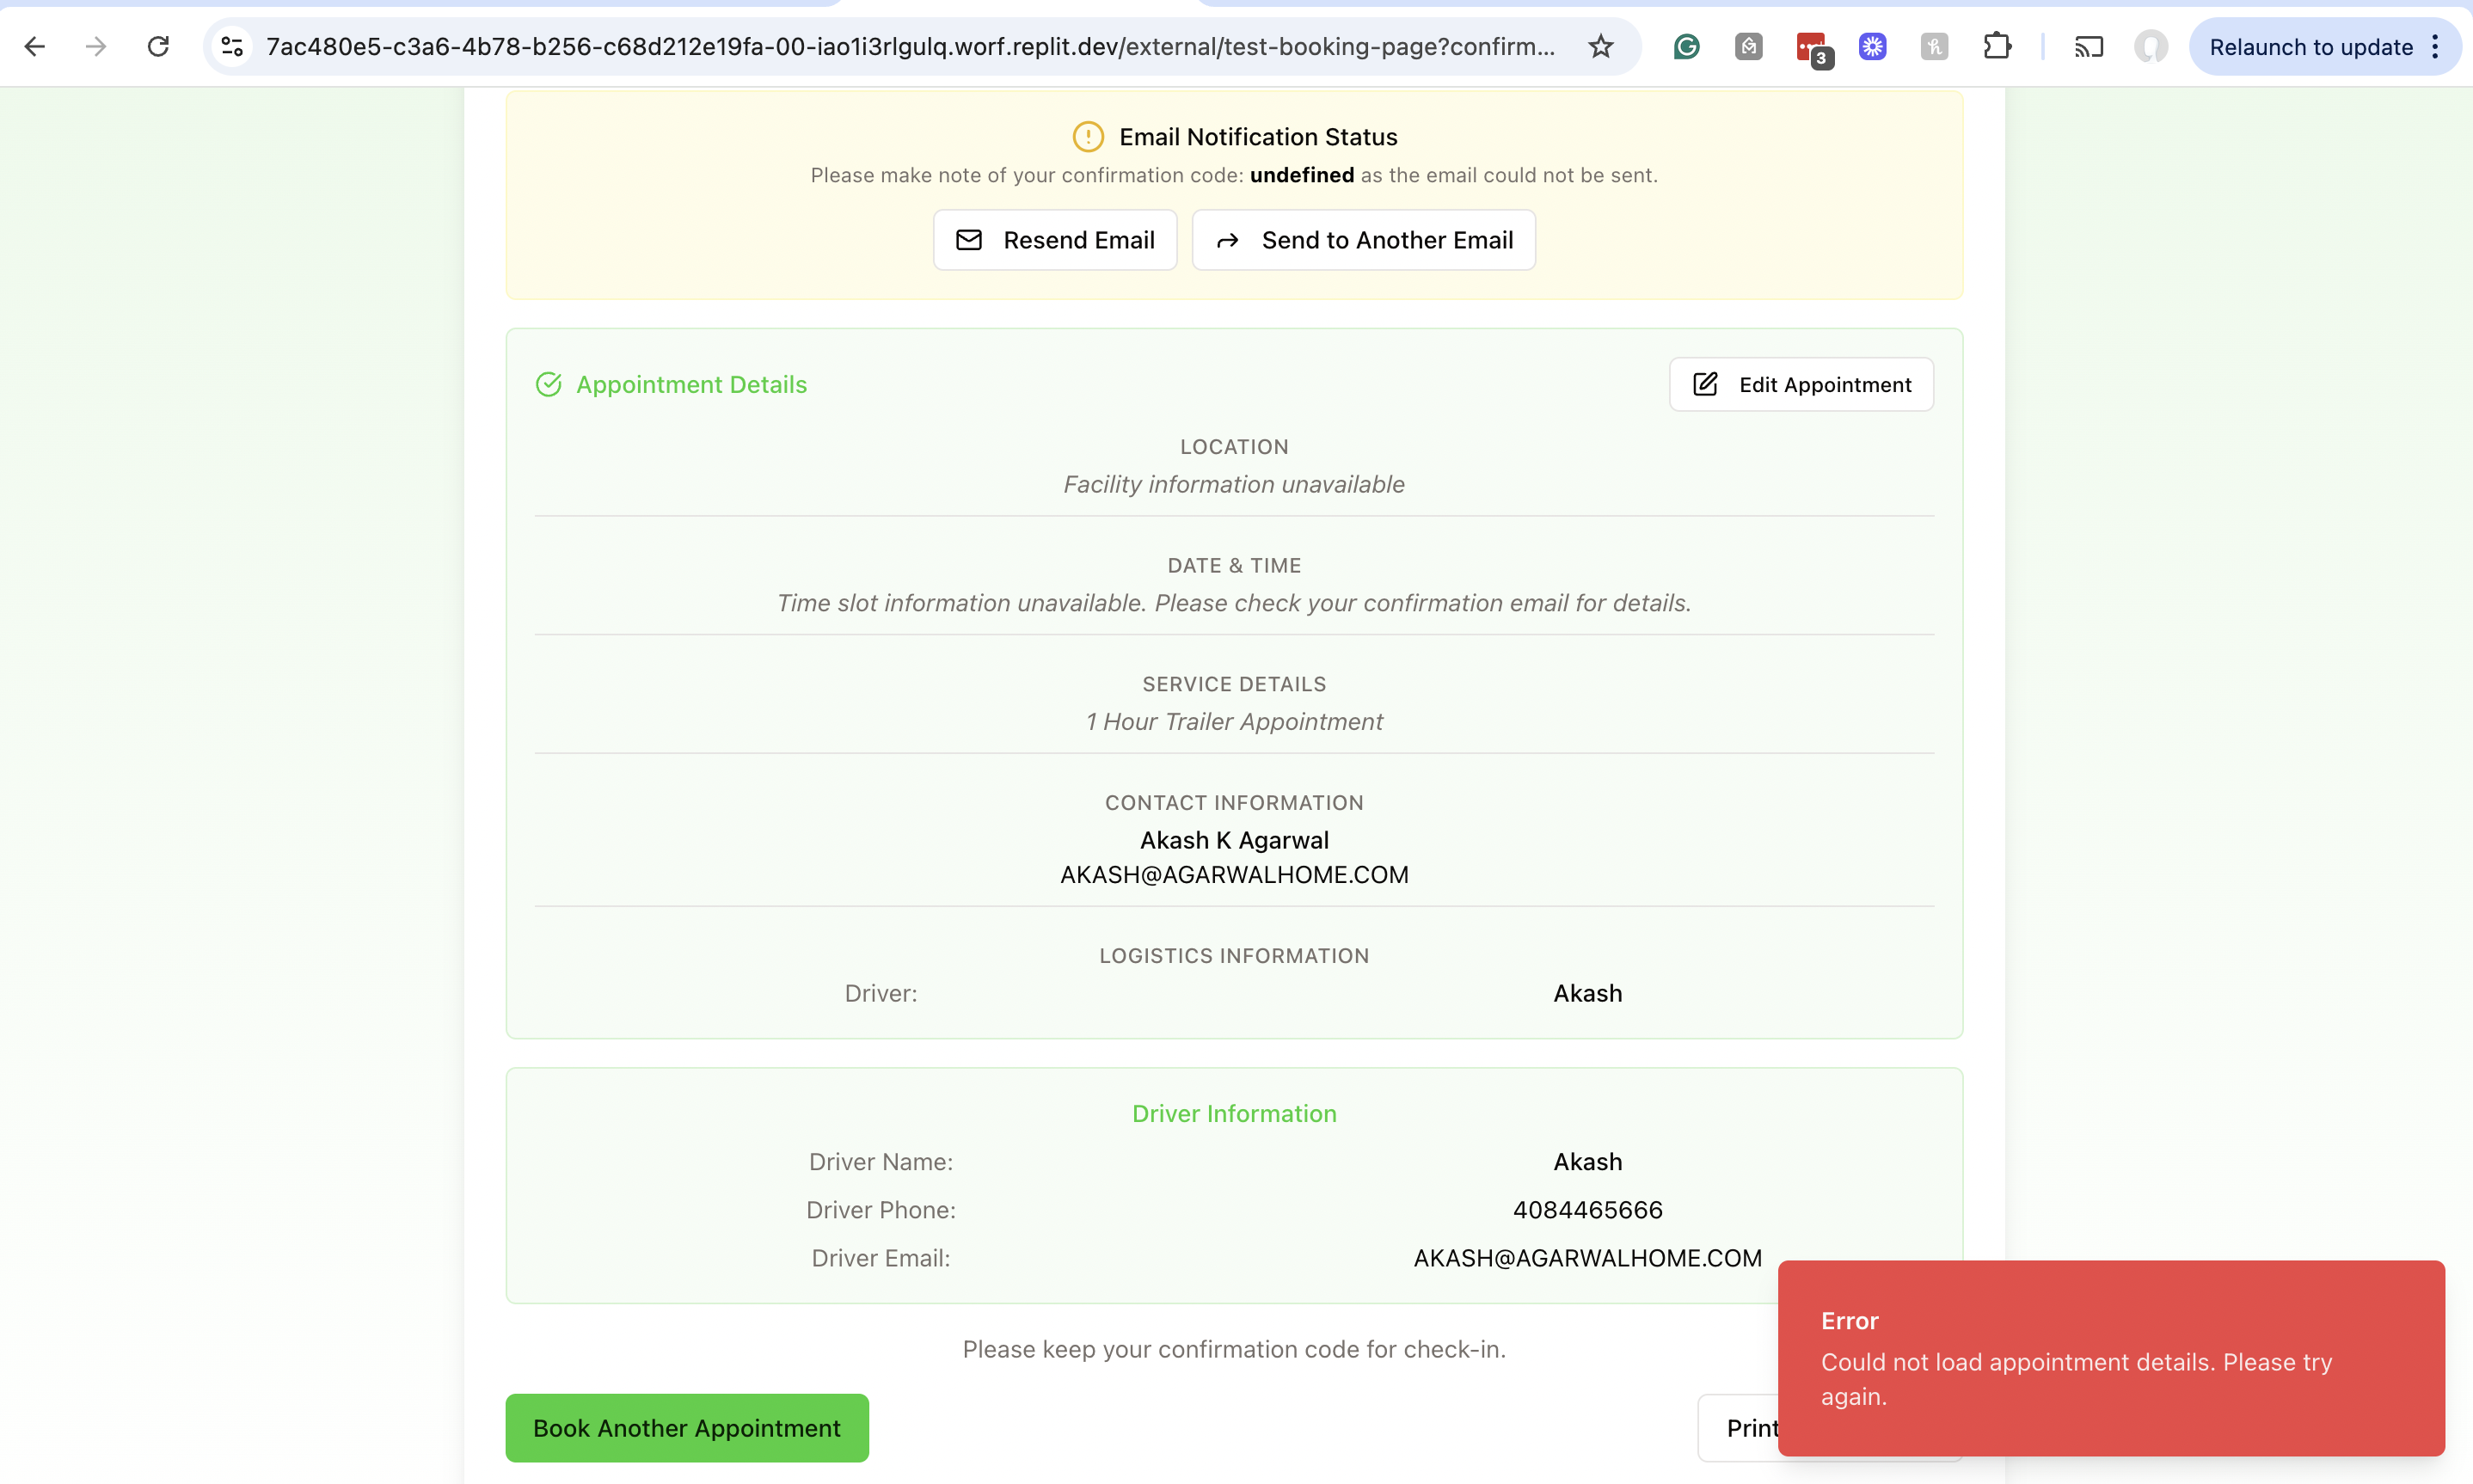 7ac480e5-c3a6-4b78-b256-c68d212e19fa-00-iao1i3rlgulq.worf.replit.dev/external/test-booking-page?confirm...
3
Relaunch to update
Email Notification Status
Please make note of your confirmation code: undefined as the email could not be sent.
Resend Email
Send to Another Email
Appointment Details
Edit Appointment
LOCATION
Facility information unavailable
DATE & TIME
Time slot information unavailable. Please check your confirmation email for details.
SERVICE DETAILS
1 Hour Trailer Appointment
CONTACT INFORMATION
Akash K Agarwal
AKASH@AGARWALHOME.COM
LOGISTICS INFORMATION
Driver: Akash
Driver Information
Driver Name: Akash
Driver Phone: 4084465666
Driver Email: AKASH@AGARWALHOME.COM
Please keep your confirmation code for check-in.
Book Another Appointment
Print
Error
Could not load appointment details. Please try
again.